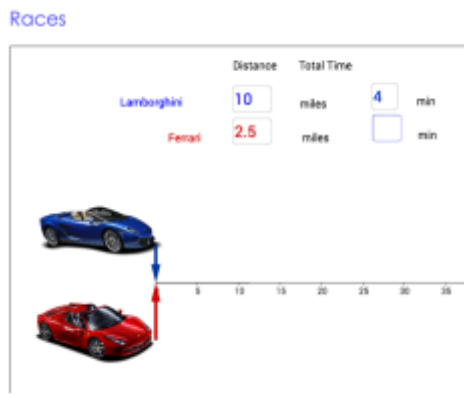 Races
Distance Total Time
Lamborghini 10 miles 4 min
Ferrari 2.5 miles min
5 10 15 20 25 30 35